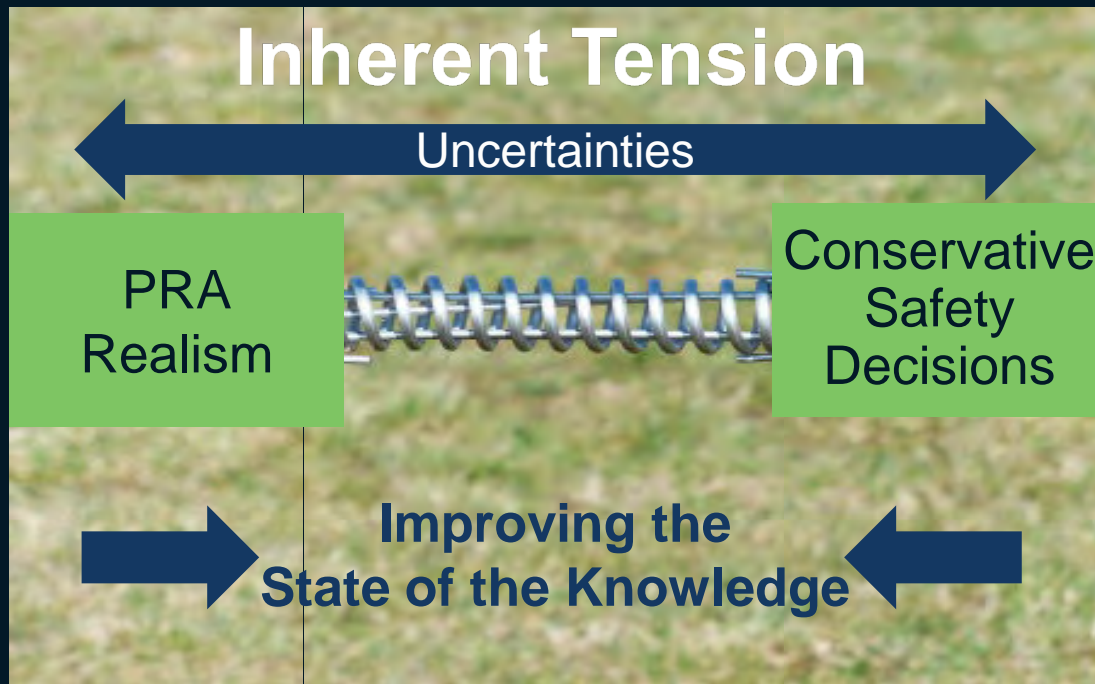 Inherent Tension
Uncertainties
PRA
Realism
Conservative
Safety
Decisions
Improving the
State of the Knowledge